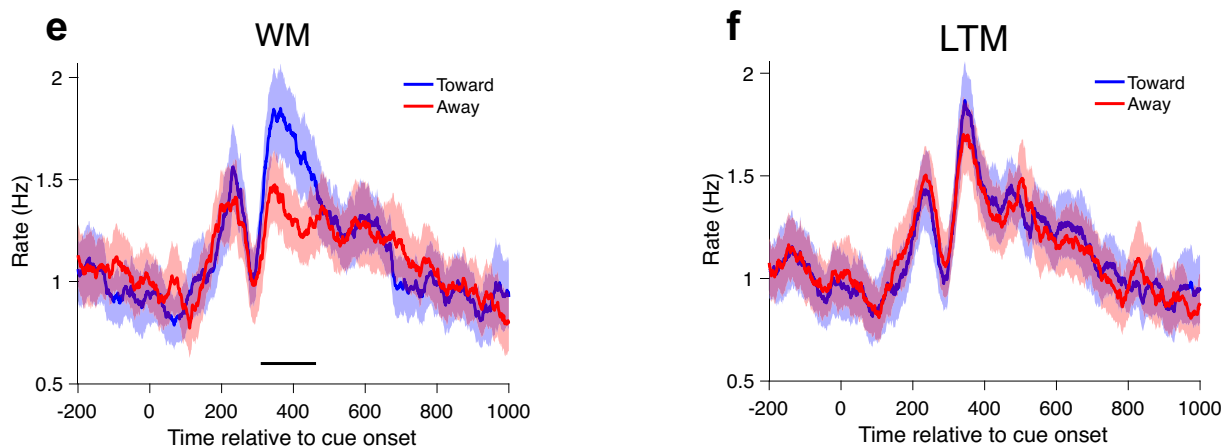 e
WM
Toward
Away
Rate (Hz)
2
1.5
1
0.5
-200
0
200
400
600
800
1000
Time relative to cue onset
f
LTM
Toward
Away
Rate (Hz)
2
1.5
1
0.5
-200
0
200
400
600
800
1000
Time relative to cue onset